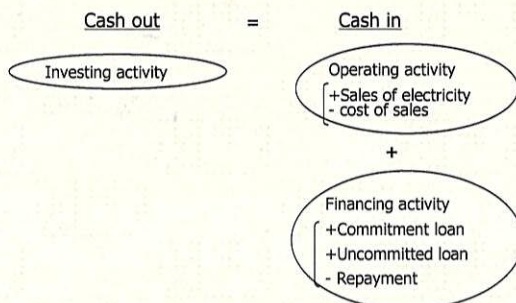 Cash out = Cash in
Investing activity
Operating activity
+Sales of electricity
- cost of sales
+
Financing activity
+Commitment loan
+Uncommitted loan
- Repayment